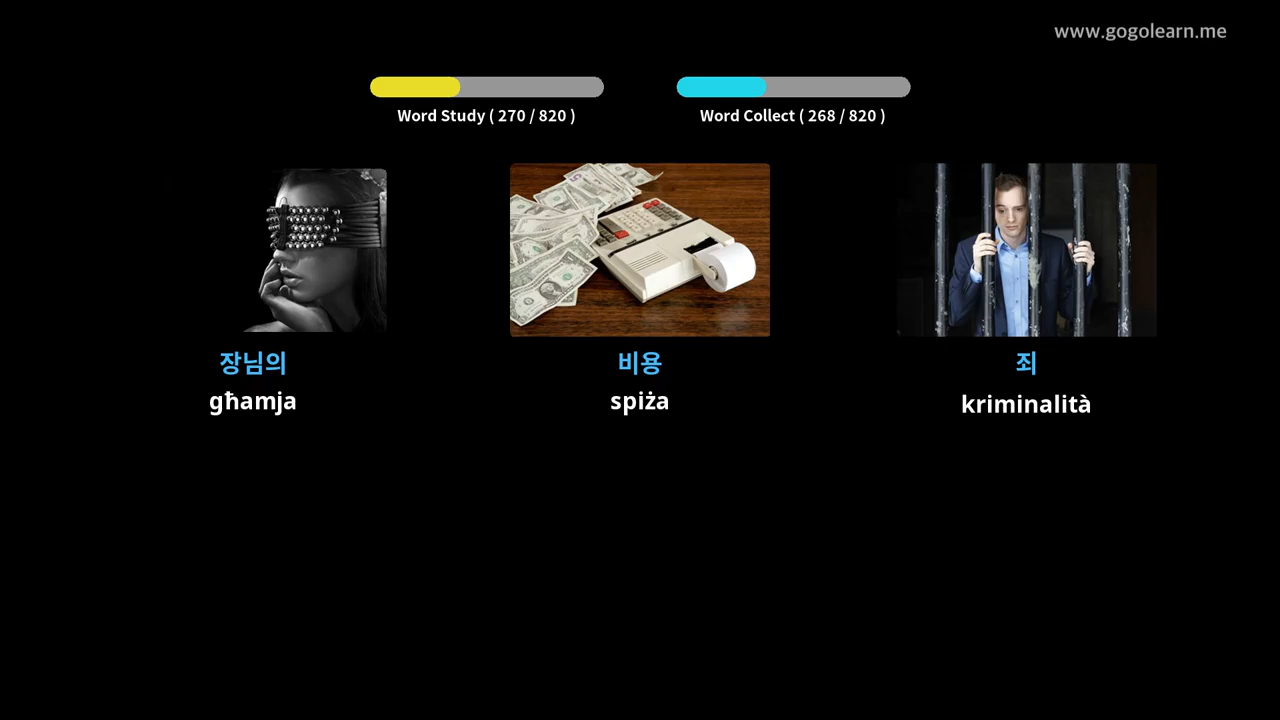 www.gogolearn.me
Word Study ( 270 / 820 )
Word Collect ( 268 / 820 )
장님의
għamja
비용
spiża
죄
kriminalità